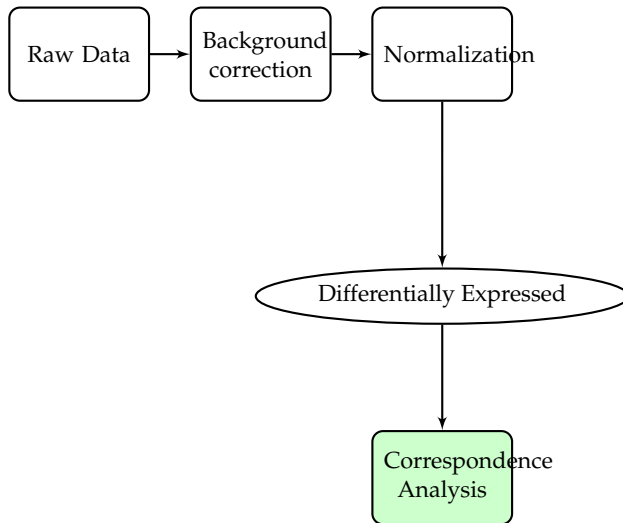 Raw Data
Background
correction
Normalization
Differentially Expressed
Correspondence
Analysis